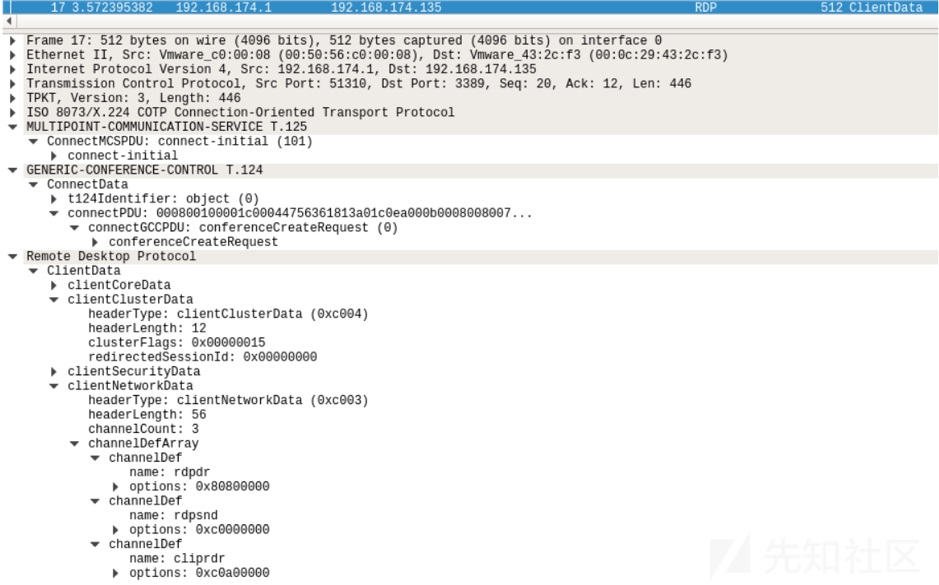 17 3.572395382 192.168.174.1 192.168.174.135 RDP 512 ClientData
Frame 17: 512 bytes on wire (4096 bits), 512 bytes captured (4096 bits) on interface 0
Ethernet II, Src: Vmware_c0:00:08 (00:50:56:c0:00:08), Dst: Vmware_43:2c:f3 (00:0c:29:43:2c:f3)
Internet Protocol Version 4, Src: 192.168.174.1, Dst: 192.168.174.135
Transmission Control Protocol, Src Port: 51310, Dst Port: 3389, Seq: 20, Ack: 12, Len: 446
TPKT, Version: 3, Length: 446
ISO 8073/X.224 COTP Connection-Oriented Transport Protocol
MULTIPOINT-COMMUNICATION-SERVICE T.125
ConnectMCSPDU: connect-initial (101)
connect-initial
GENERIC-CONFERENCE-CONTROL T.124
ConnectData
t124Identifier: object (0)
connectPDU: 000800100001c00044756361813a01c0ea000b0008008007...
connectGCCPDU: conferenceCreateRequest (0)
conferenceCreateRequest
Remote Desktop Protocol
ClientData
clientCoreData
clientClusterData
headerType: clientClusterData (0xc004)
headerLength: 12
clusterFlags: 0x00000015
redirectedSessionId: 0x00000000
clientSecurityData
clientNetworkData
headerType: clientNetworkData (0xc003)
headerLength: 56
channelCount: 3
channelDefArray
channelDef
name: rdpdr
options: 0x80800000
channelDef
name: rdpsnd
options: 0xc0000000
channelDef
name: cliprdr
options: 0xc0a00000
先知社区